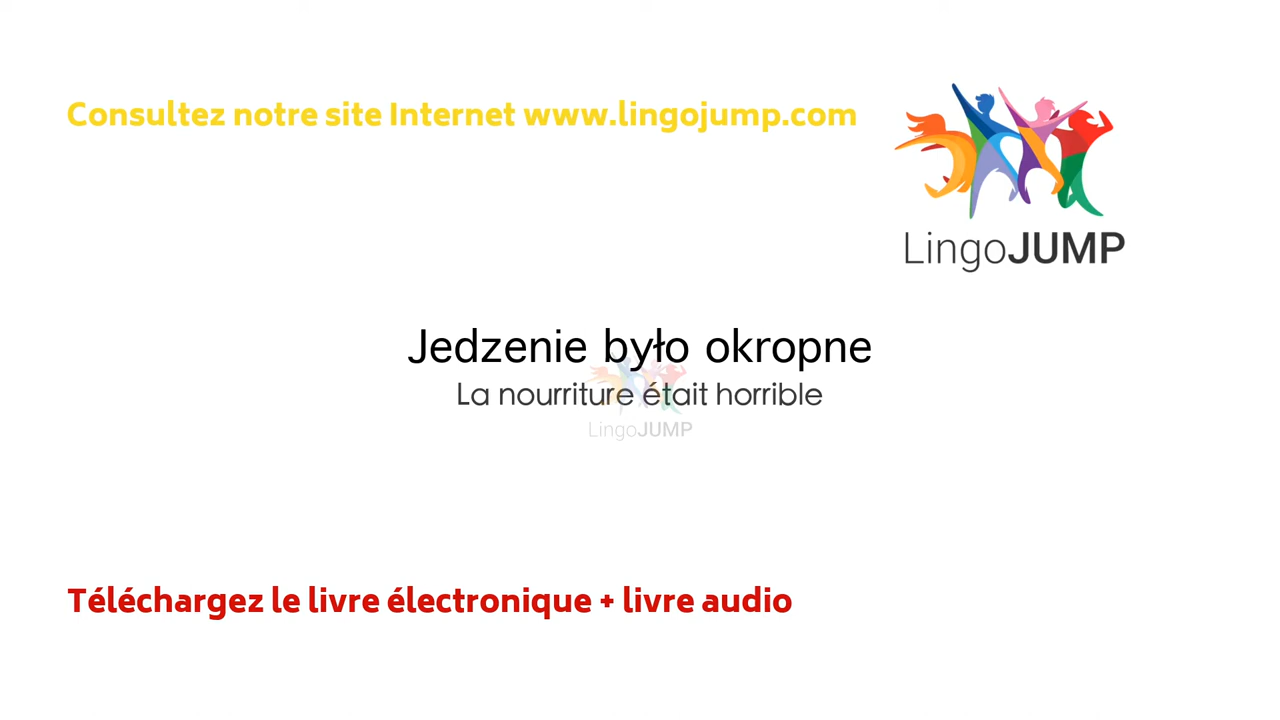 Consultez notre site Internet www.lingojump.com
LingoJUMP
Jedzenie było okropne
La nourriture était horrible
LingoJUMP
Téléchargez le livre électronique + livre audio